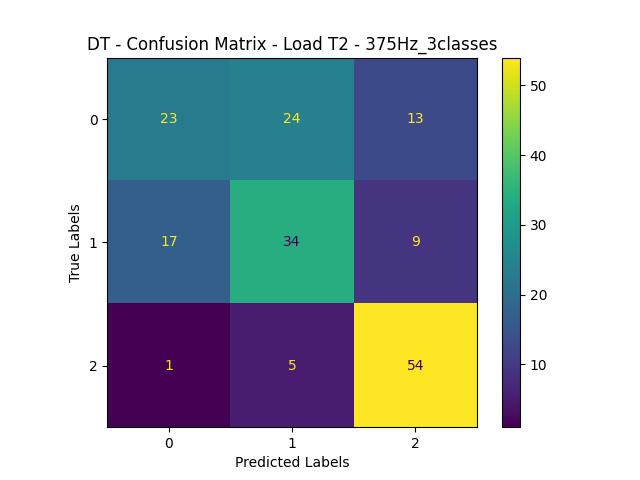 DT - Confusion Matrix - Load T2 - 375Hz_3classes
True Labels
0 23 24 13
1 17 34 9
2 1 5 54
0 1 2
Predicted Labels
50
40
30
20
10